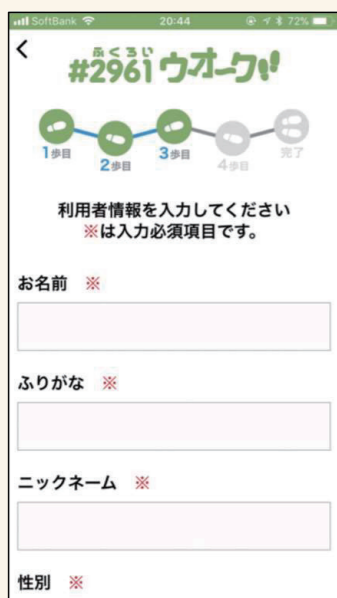 SoftBank 20:44 72%
ふくろい
#2961ウオーク!!
1歩目
2歩目
3歩目
4歩目
完了
利用者情報を入力してください
※は入力必須項目です。
お名前 ※
ふりがな ※
ニックネーム ※
性別 ※